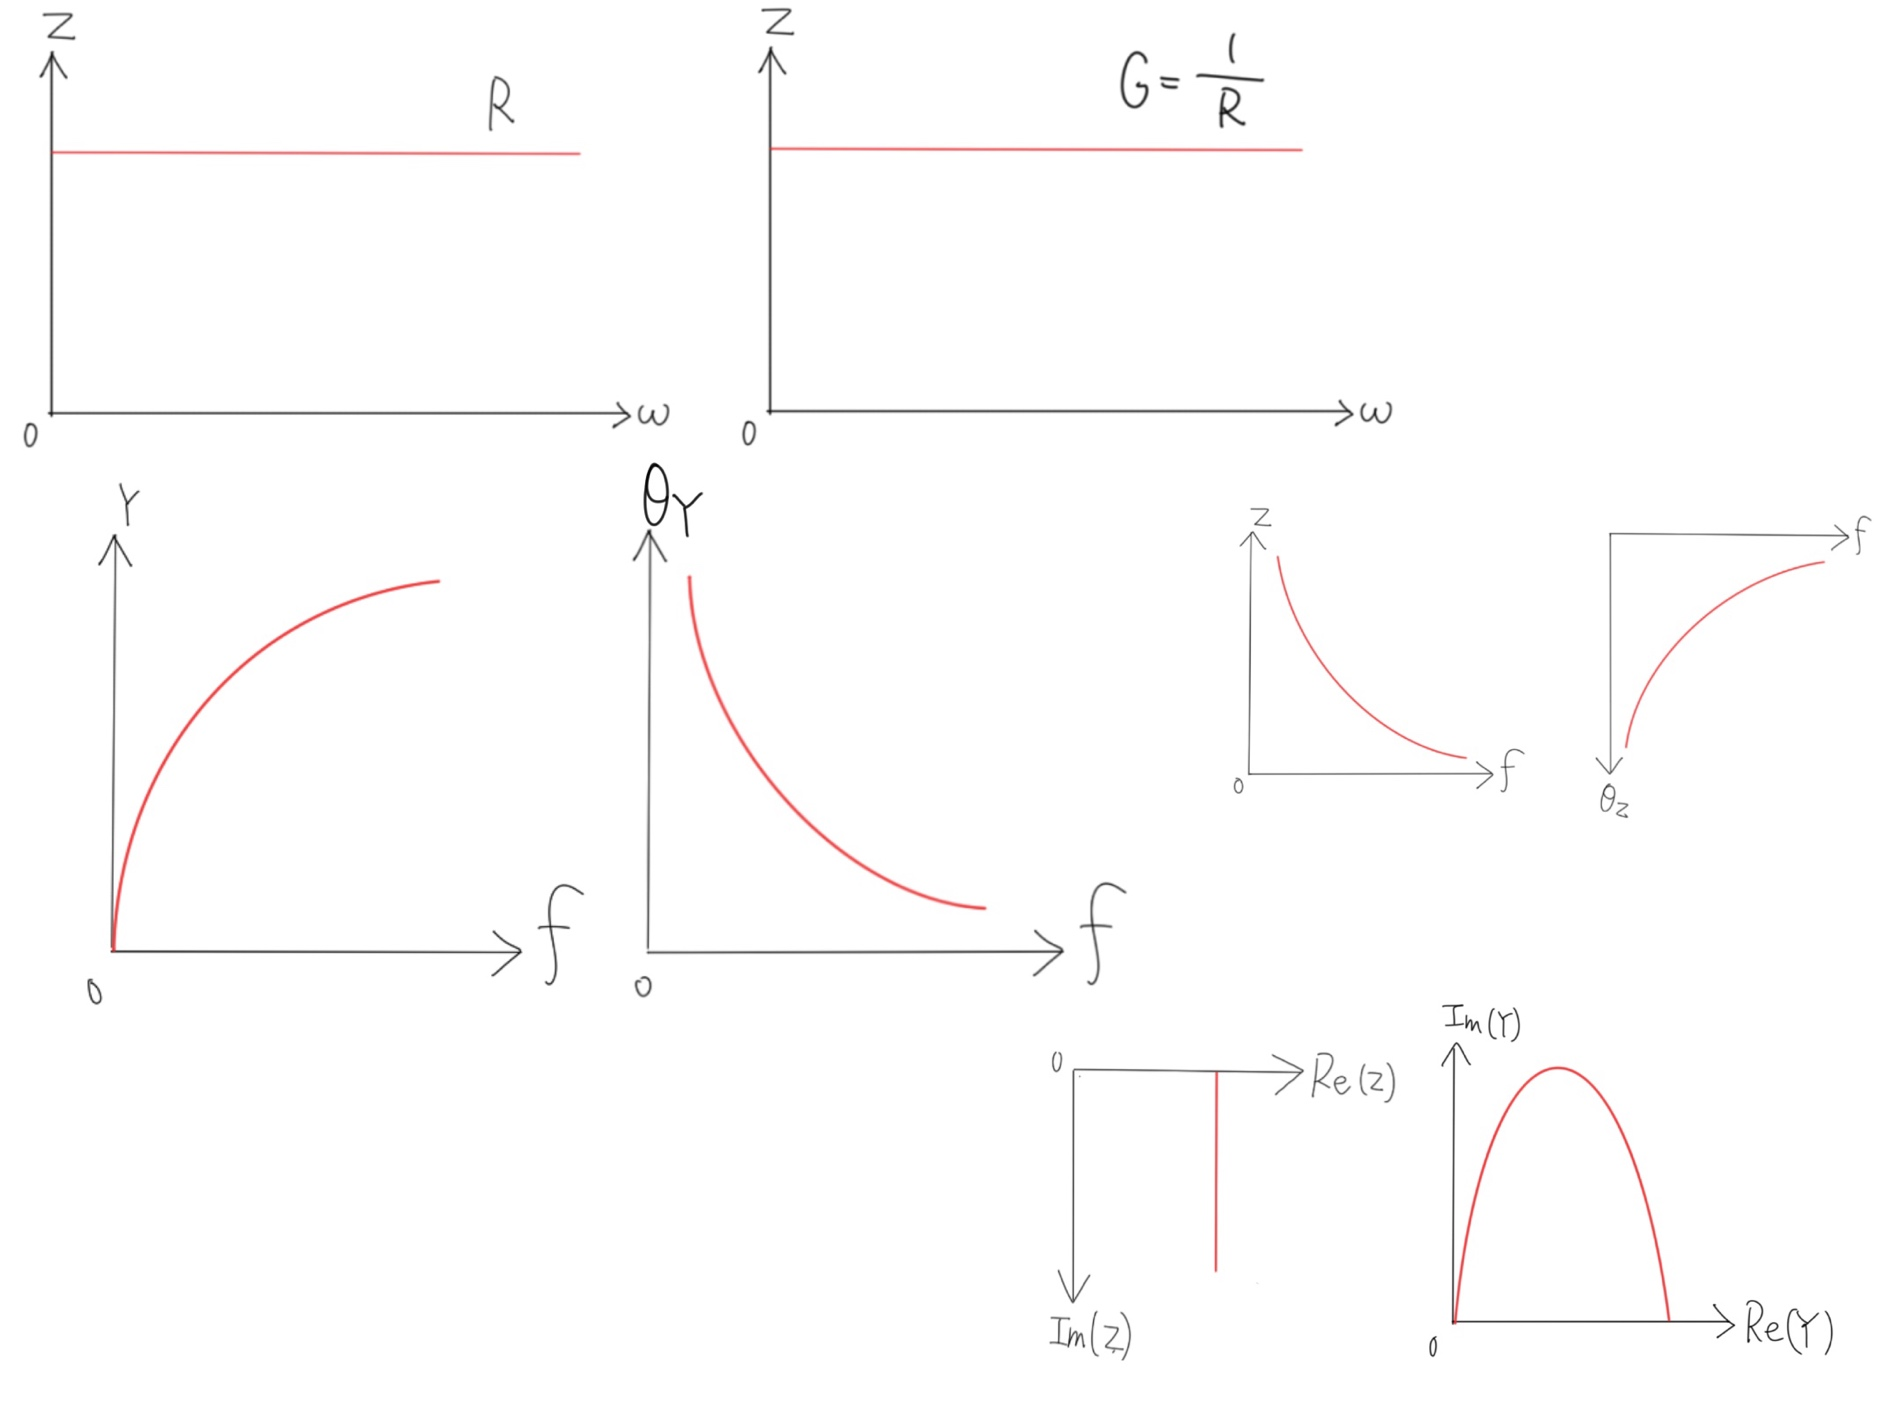 Z
R
0
ω
Z
G = 1/R
0
ω
Y
0
f
θY
0
f
Z
0
f
f
θZ
0
Re(Z)
Im(Z)
Im(Y)
0
Re(Y)